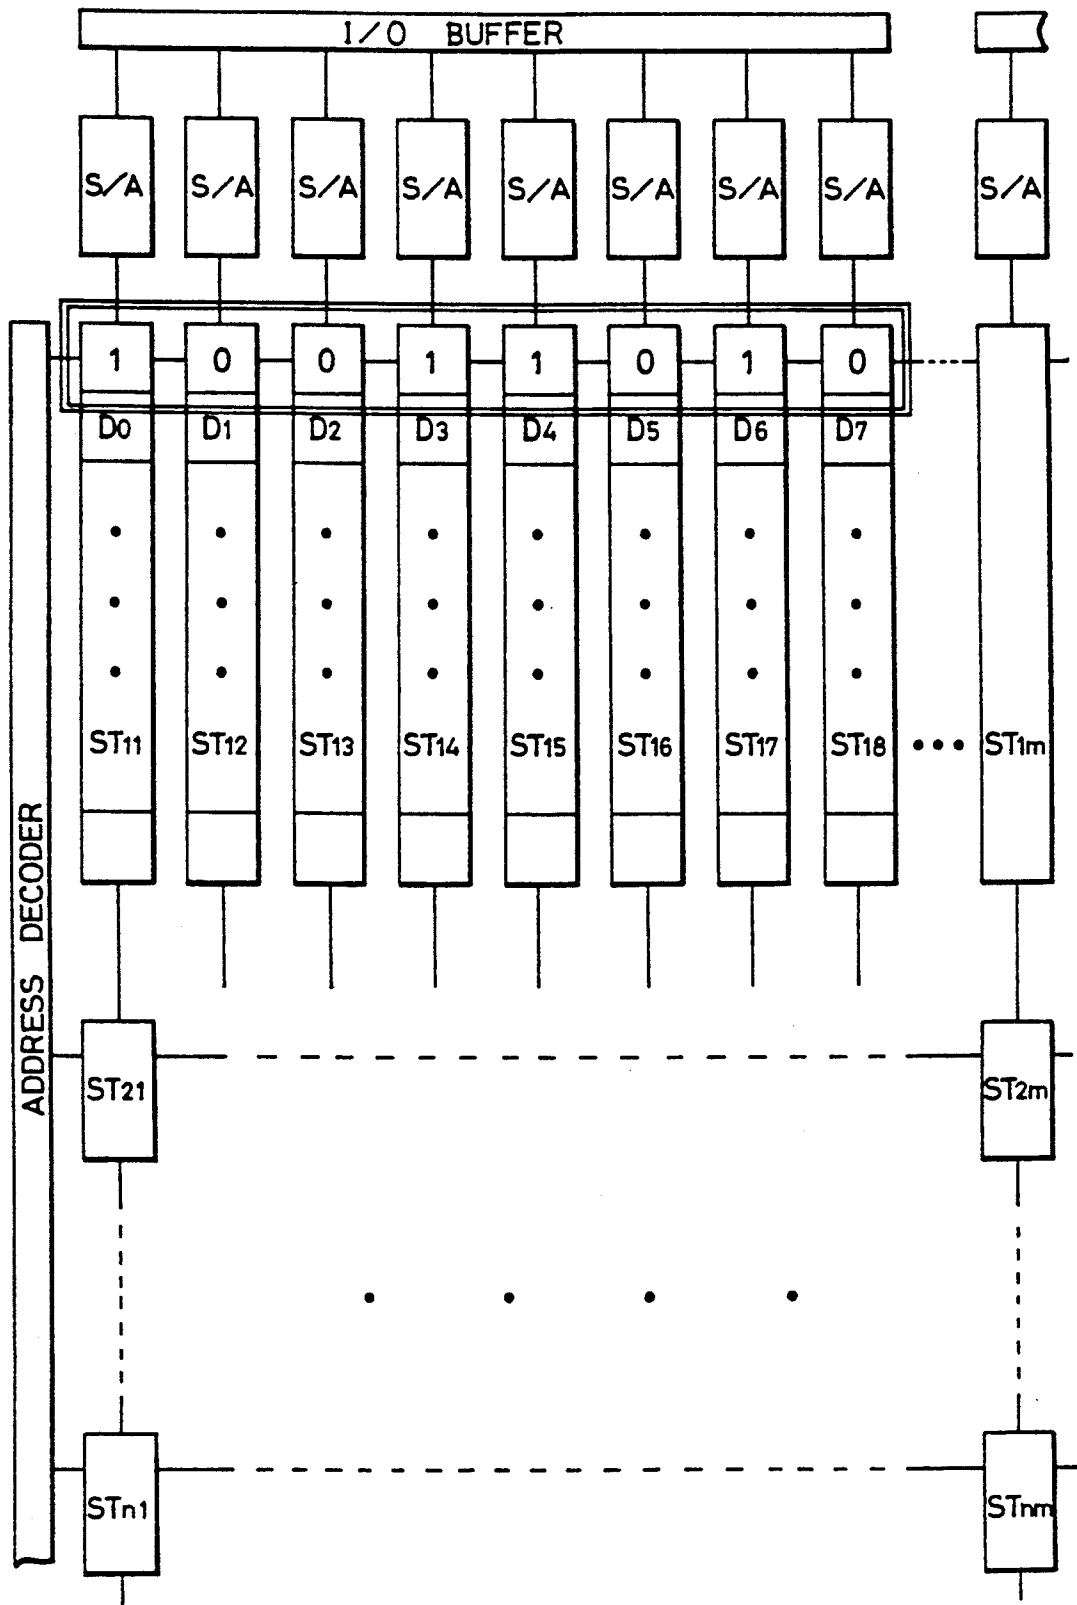 I/O BUFFER
S/A S/A S/A S/A S/A S/A S/A S/A S/A
1 0 0 1 1 0 1 0
D0 D1 D2 D3 D4 D5 D6 D7
ST11 ST12 ST13 ST14 ST15 ST16 ST17 ST18 ••• ST1m
ADDRESS DECODER
ST21 ST2m
STn1 STnm